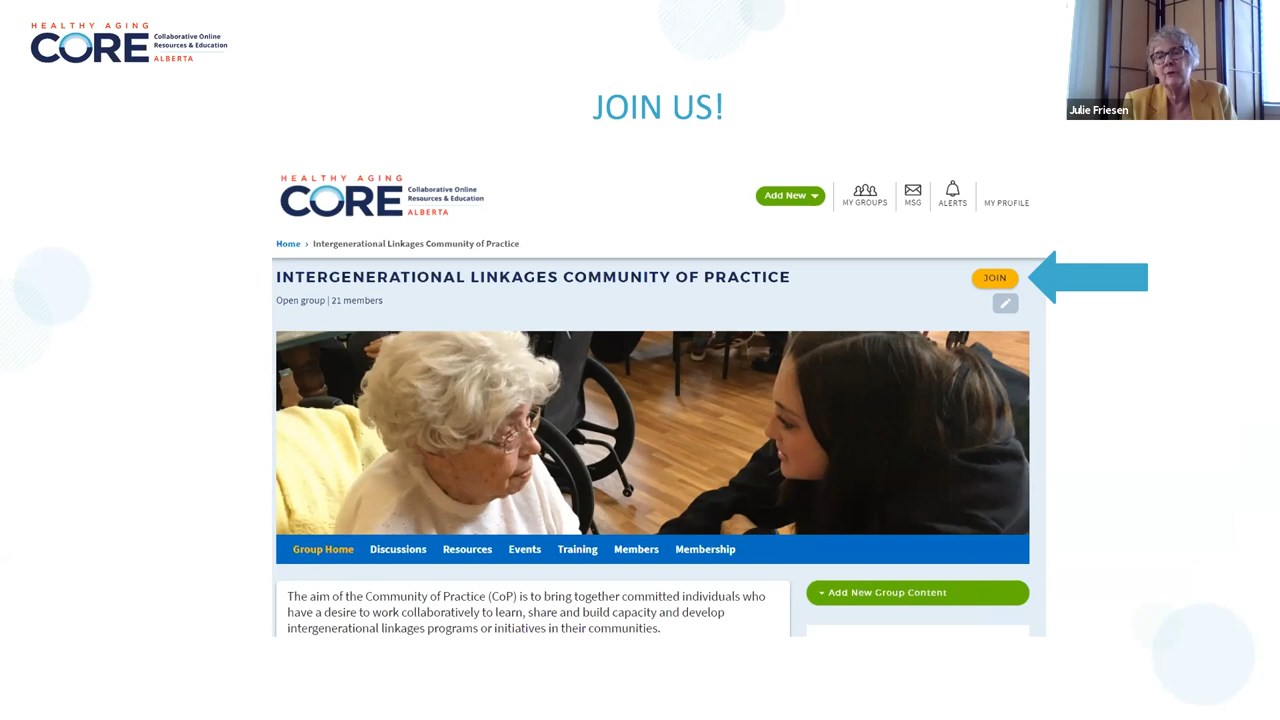 HEALTHY AGING
CORE Collaborative Online
Resources & Education
ALBERTA
Julie Friesen
JOIN US!
HEALTHY AGING
CORE Collaborative Online
Resources & Education
ALBERTA
Add New
MY GROUPS
MSG
ALERTS
MY PROFILE
Home › Intergenerational Linkages Community of Practice
INTERGENERATIONAL LINKAGES COMMUNITY OF PRACTICE
JOIN
Open group | 21 members
Group Home Discussions Resources Events Training Members Membership
The aim of the Community of Practice (CoP) is to bring together committed individuals who
have a desire to work collaboratively to learn, share and build capacity and develop
intergenerational linkages programs or initiatives in their communities.
Add New Group Content